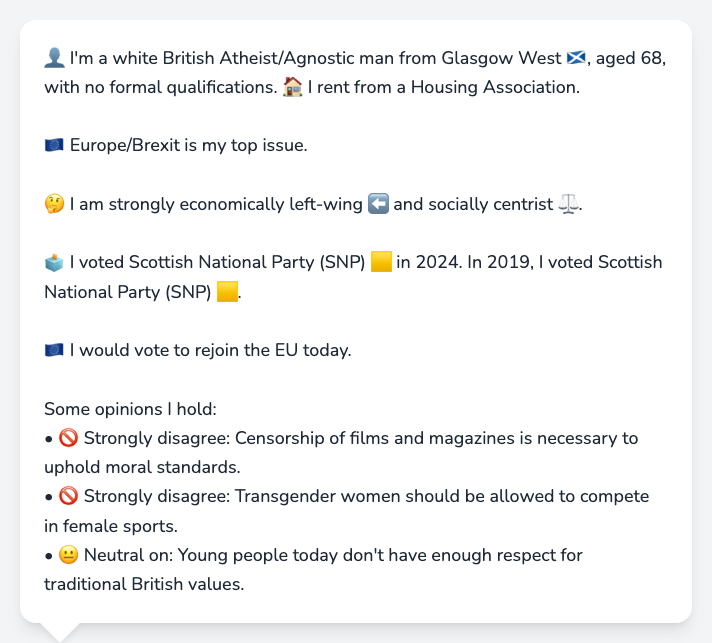 👤 I'm a white British Atheist/Agnostic man from Glasgow West 🏴󠁧󠁢󠁳󠁣󠁴󠁿, aged 68,
with no formal qualifications. 🏠 I rent from a Housing Association.
🇪🇺 Europe/Brexit is my top issue.
🤔 I am strongly economically left-wing ⬅️ and socially centrist ⚖️.
🗳️ I voted Scottish National Party (SNP) 🟨 in 2024. In 2019, I voted Scottish
National Party (SNP) 🟨.
🇪🇺 I would vote to rejoin the EU today.
Some opinions I hold:
• 🚫 Strongly disagree: Censorship of films and magazines is necessary to
uphold moral standards.
• 🚫 Strongly disagree: Transgender women should be allowed to compete
in female sports.
• 😐 Neutral on: Young people today don't have enough respect for
traditional British values.